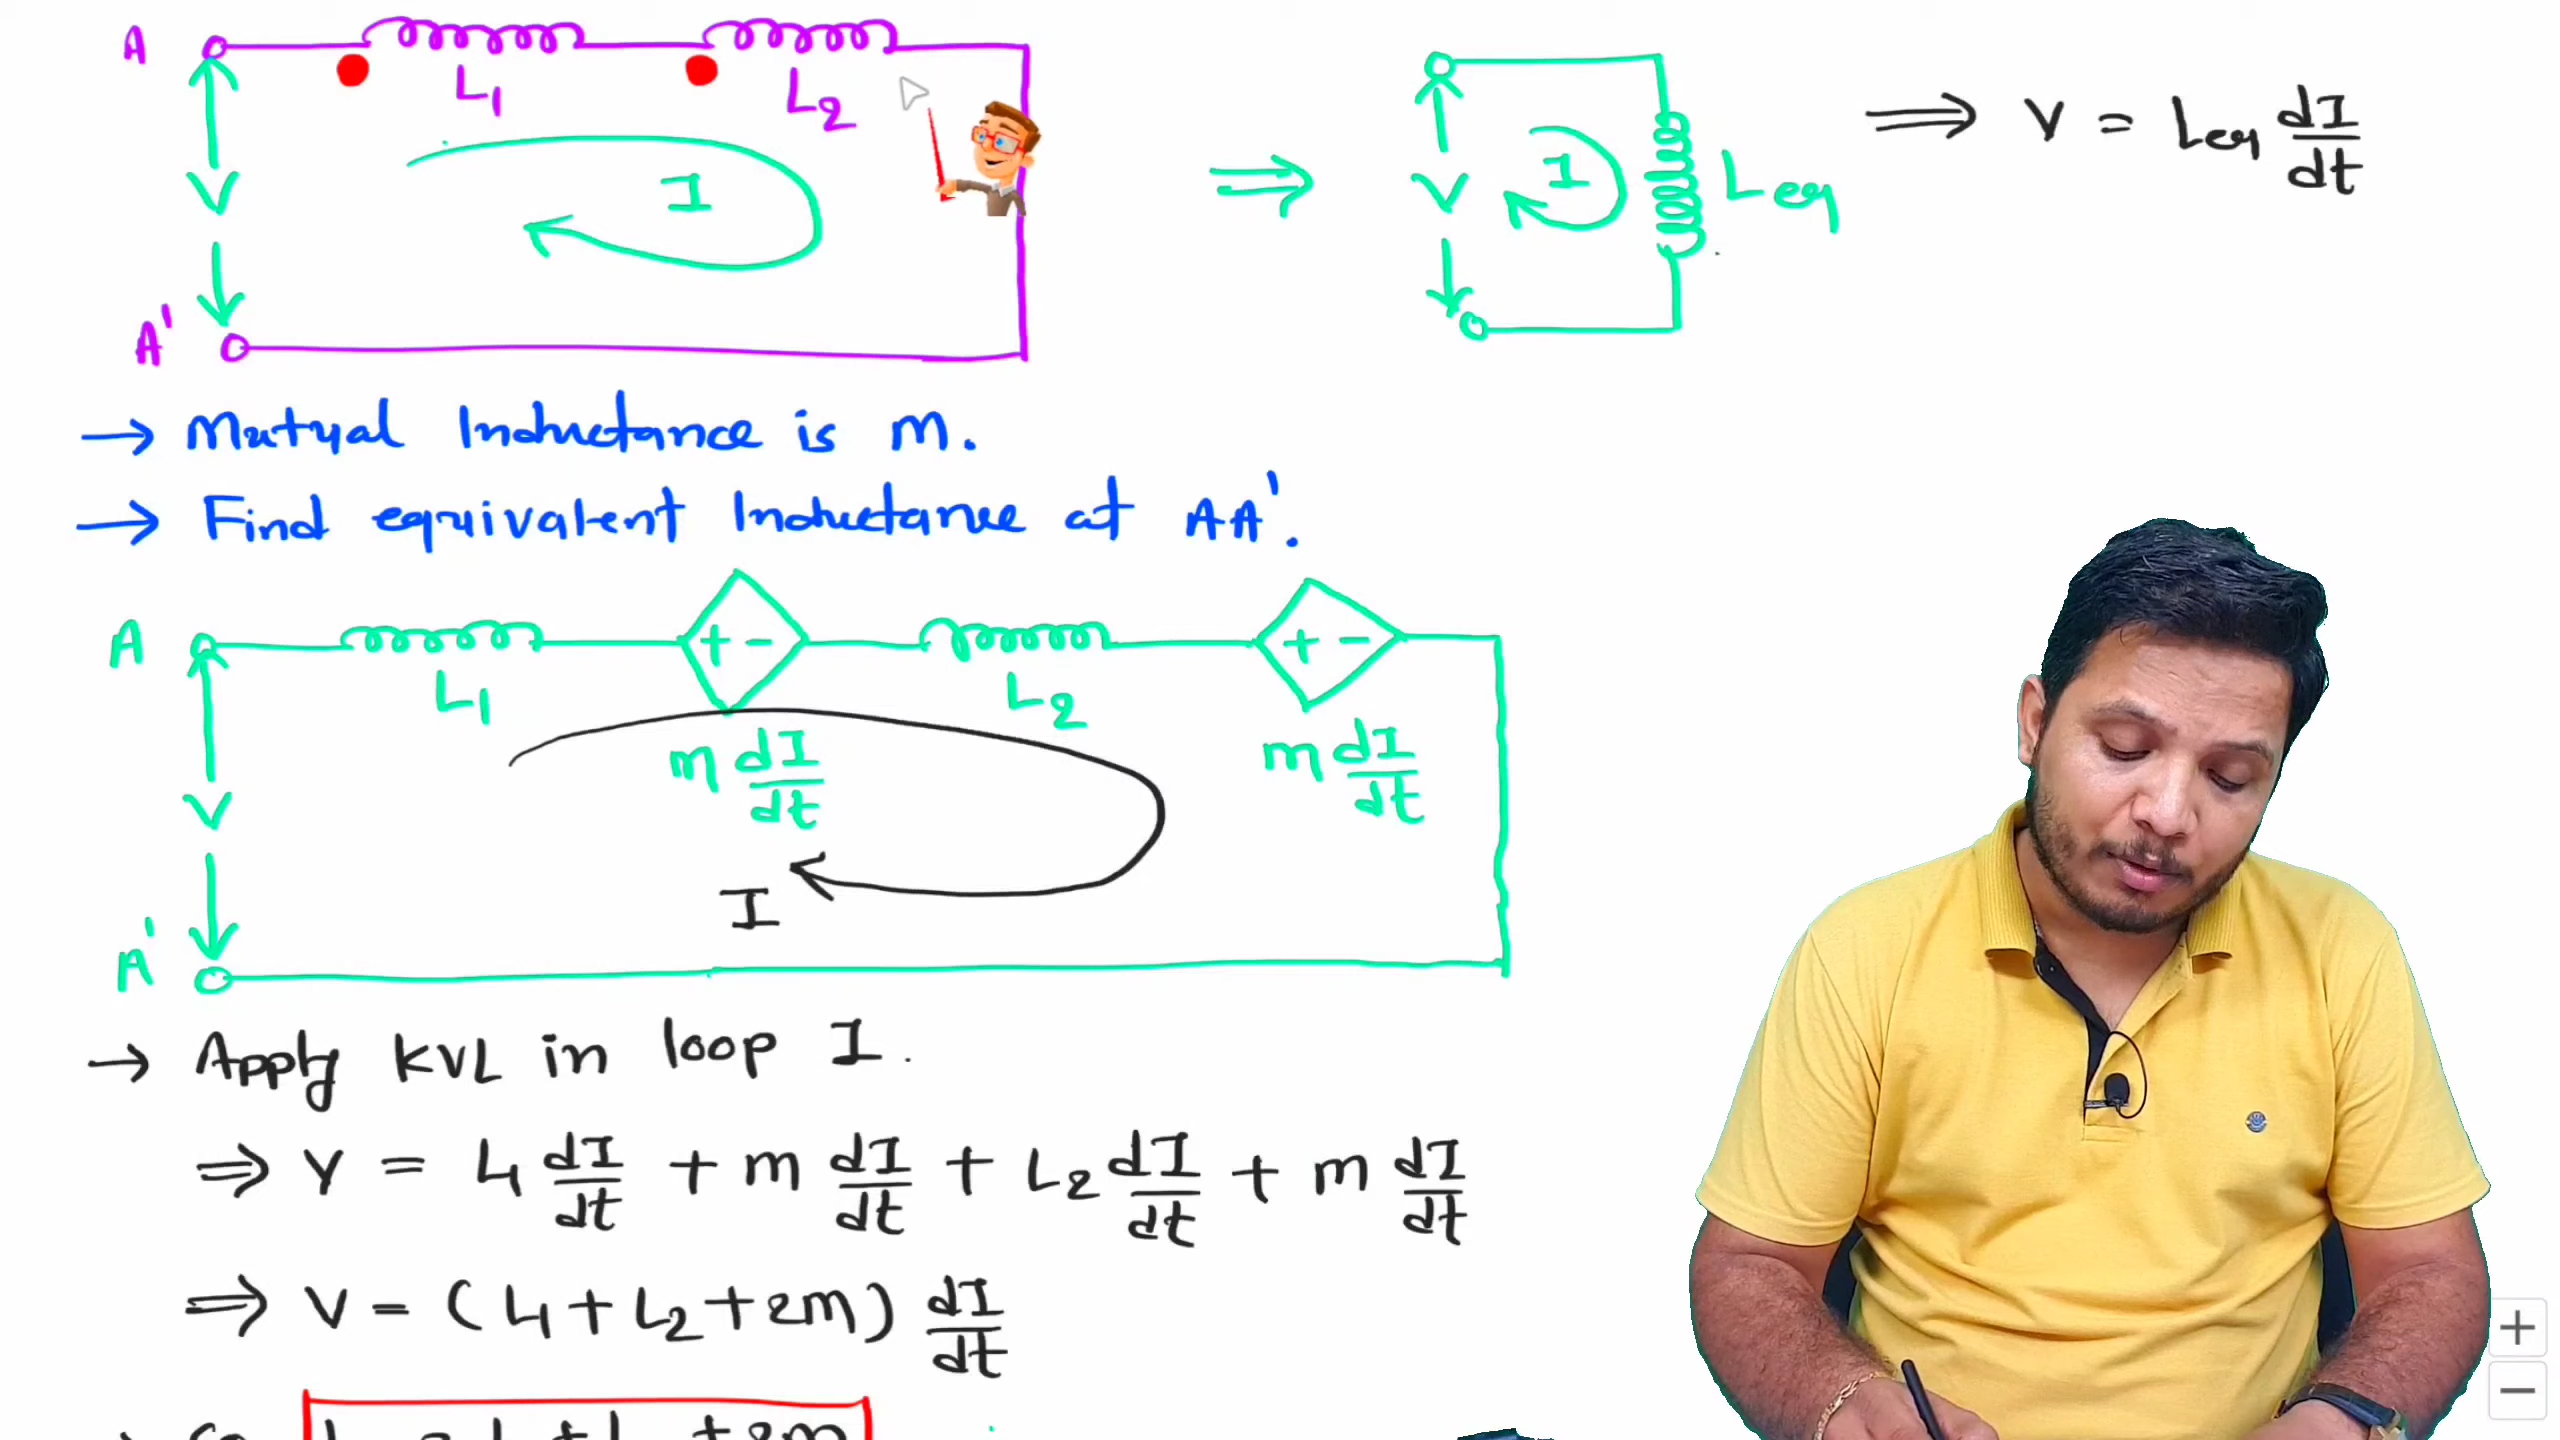 A
L1
L2
V
I
A'
⇒
V
I
Leq
⇒ V = Leq dI/dt
→ Mutyal Inductance is M.
→ Find equivalent Inductance at AA'.
A
+ -
+ -
L1
L2
m dI/dt
m dI/dt
V
I
A'
→ Apply KVL in loop I.
⇒ V = L1 dI/dt + m dI/dt + L2 dI/dt + m dI/dt
⇒ V = (L1 + L2 + 2m) dI/dt
+
-